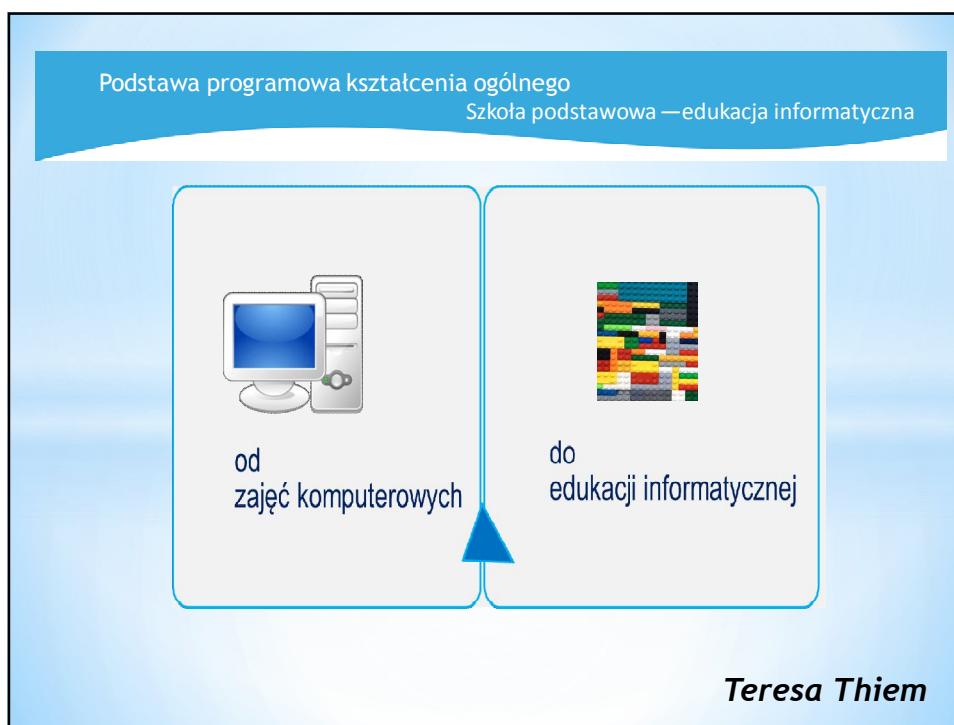 Podstawa programowa kształcenia ogólnego
Szkoła podstawowa —edukacja informatyczna
od
zajęć komputerowych
do
edukacji informatycznej
Teresa Thiem